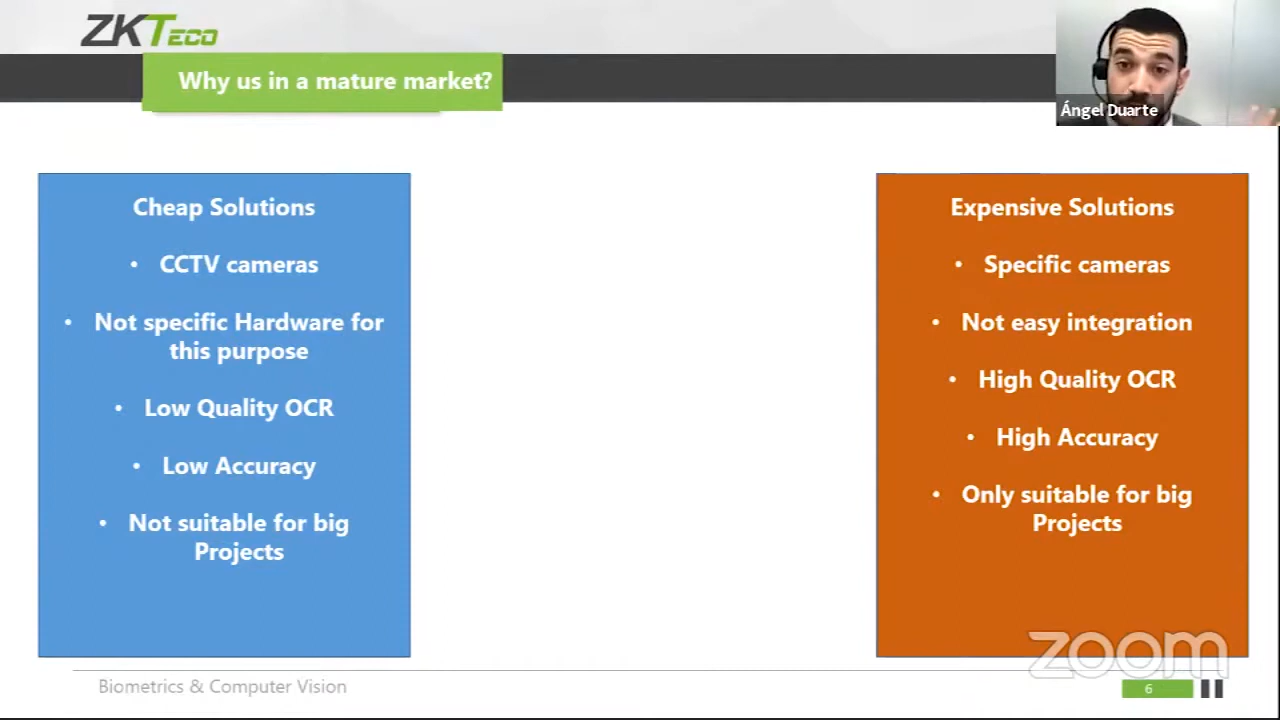 ZKTECO
Why us in a mature market?
Ángel Duarte
Cheap Solutions
• CCTV cameras
• Not specific Hardware for
this purpose
• Low Quality OCR
• Low Accuracy
• Not suitable for big
Projects
Expensive Solutions
• Specific cameras
• Not easy integration
• High Quality OCR
• High Accuracy
• Only suitable for big
Projects
zoom
Biometrics & Computer Vision
6